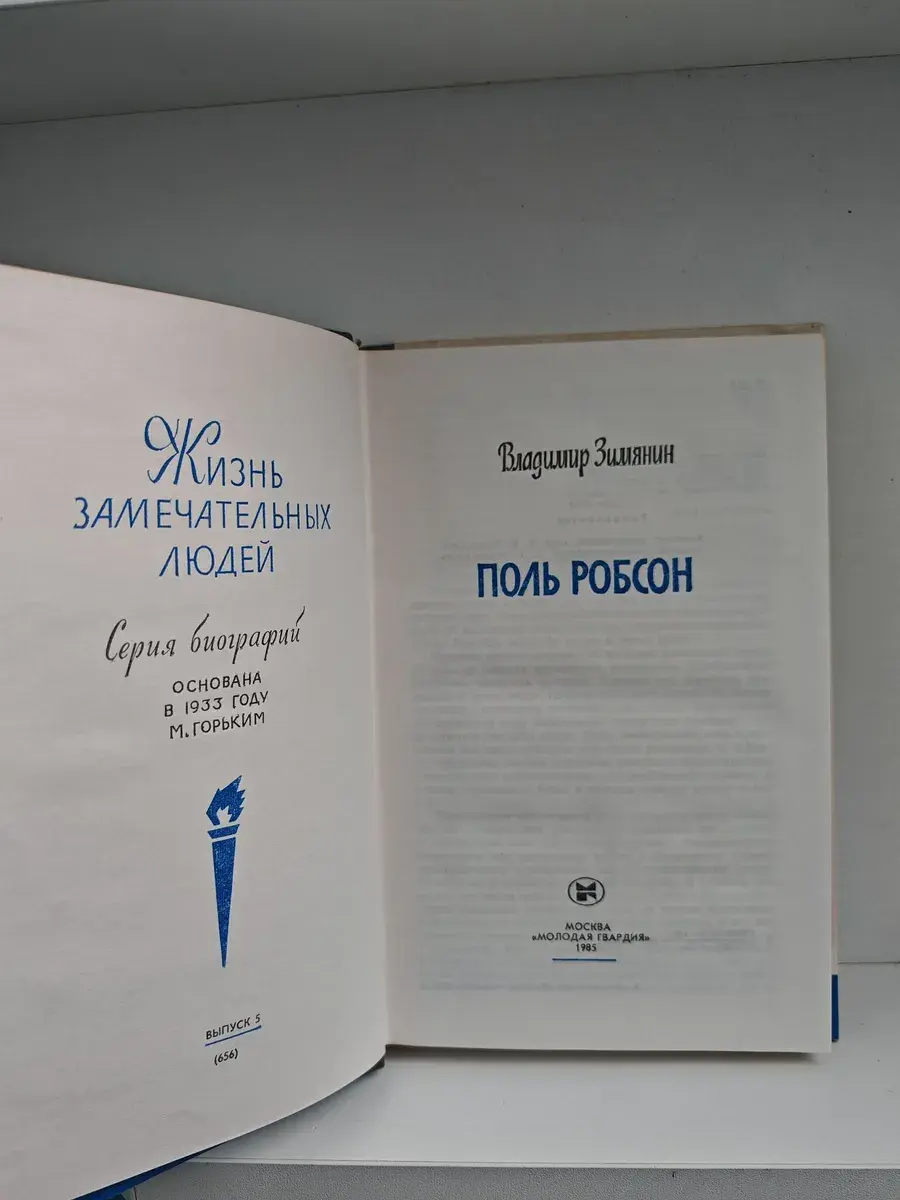 Жизнь
ЗАМЕЧАТЕЛЬНЫХ
ЛЮДЕЙ
Серия биографий
ОСНОВАНА
В 1933 ГОДУ
М. ГОРЬКИМ
ВЫПУСК 5
(656)
Владимир Зимянин
ПОЛЬ РОБСОН
МОСКВА
«МОЛОДАЯ ГВАРДИЯ»
1985